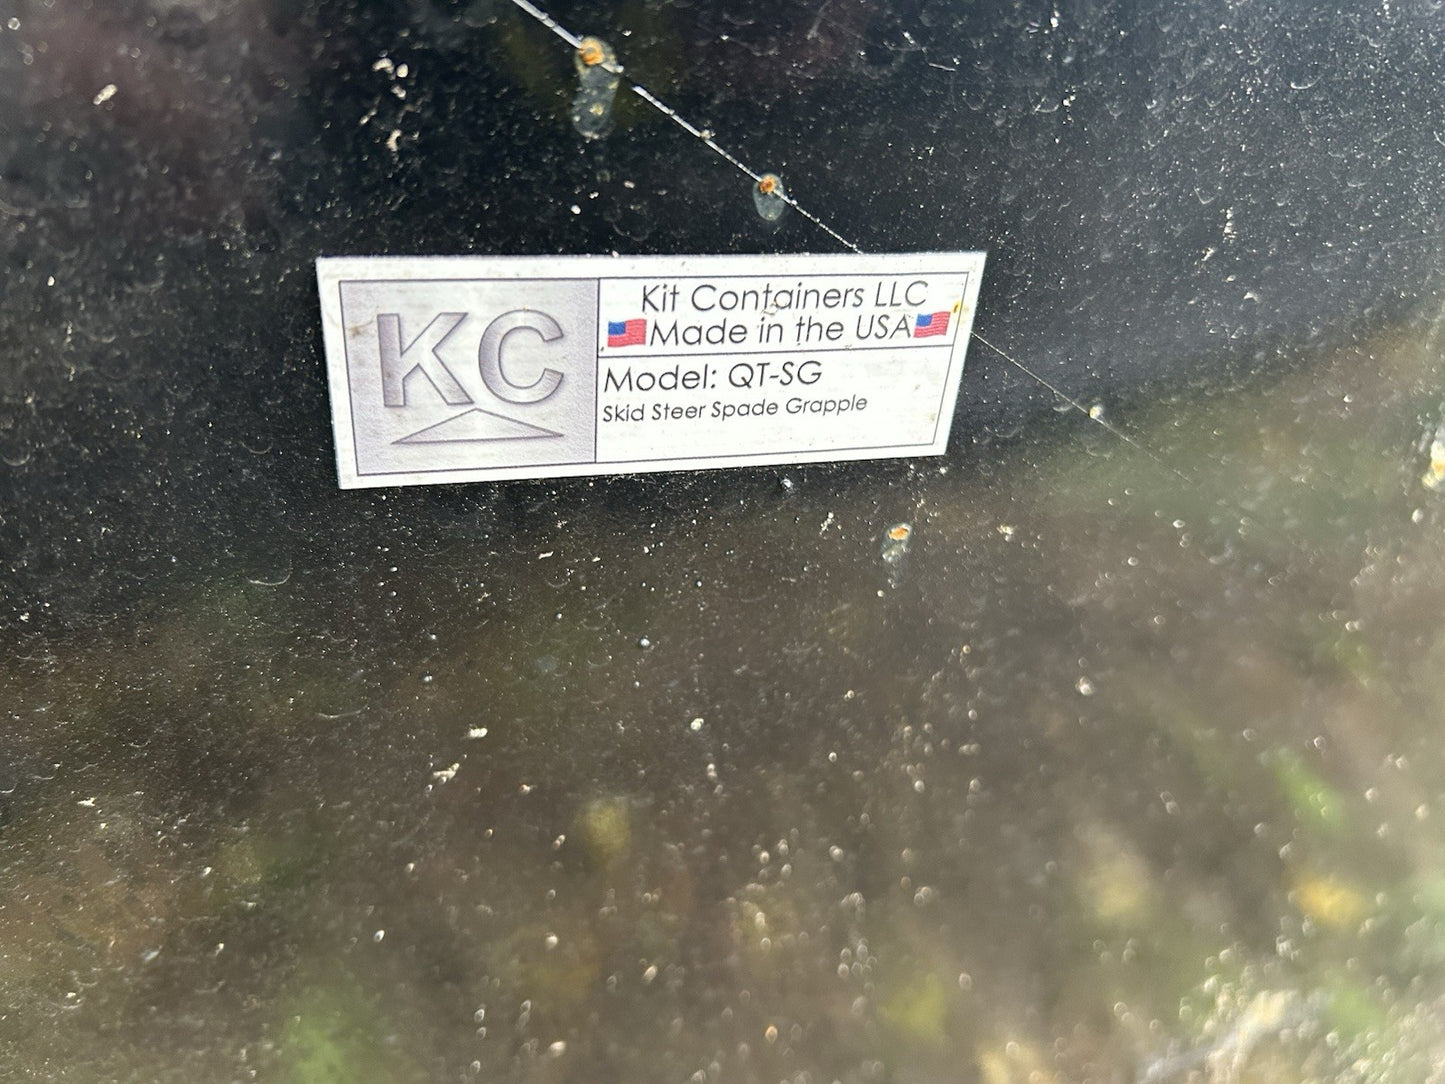 KC
Kit Containers LLC
Made in the USA
Model: QT-SG
Skid Steer Spade Grapple